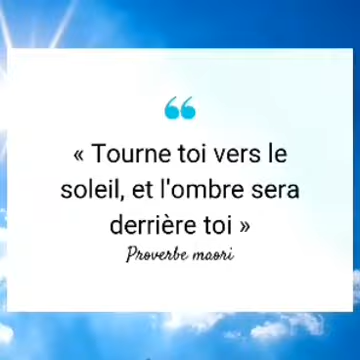 “
« Tourne toi vers le
soleil, et l'ombre sera
derrière toi »
Proverbe maori